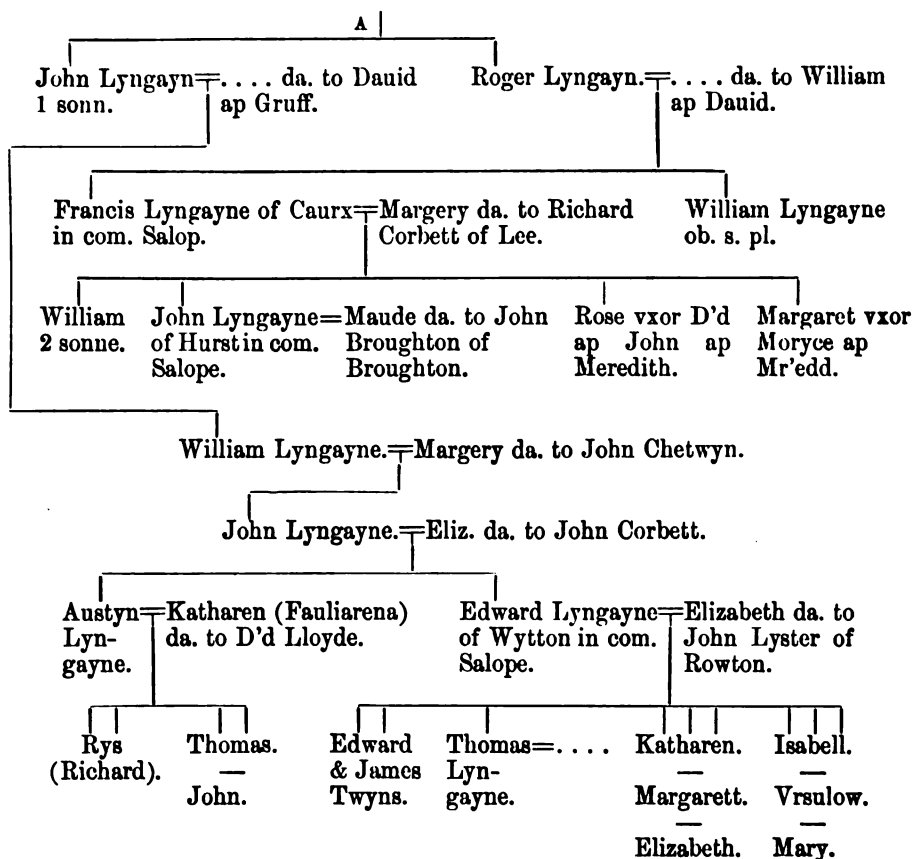 A
John Lyngayn=. . . . da. to Dauid
1 sonn. ap Gruff.
Roger Lyngayn.=. . . . da. to William
ap Dauid.
Francis Lyngayne of Caurx=Margery da. to Richard
in com. Salop. Corbett of Lee.
William Lyngayne
ob. s. pl.
William
2 sonne.
John Lyngayne=Maude da. to John
of Hurst in com. Broughton of
Salope. Broughton.
Rose vxor D'd
ap John ap
Meredith.
Margaret vxor
Moryce ap
Mr'edd.
William Lyngayne.=Margery da. to John Chetwyn.
John Lyngayne.=Eliz. da. to John Corbett.
Austyn=Katharen (Fauliarena)
Lyn- da. to D'd Lloyde.
gayne.
Edward Lyngayne=Elizabeth da. to
of Wytton in com. John Lyster of
Salope. Rowton.
Rys
(Richard).
Thomas.
—
John.
Edward
& James
Twyns.
Thomas=. . . .
Lyn-
gayne.
Katharen.
—
Margarett.
—
Elizabeth.
Isabell.
—
Vrsulow.
—
Mary.